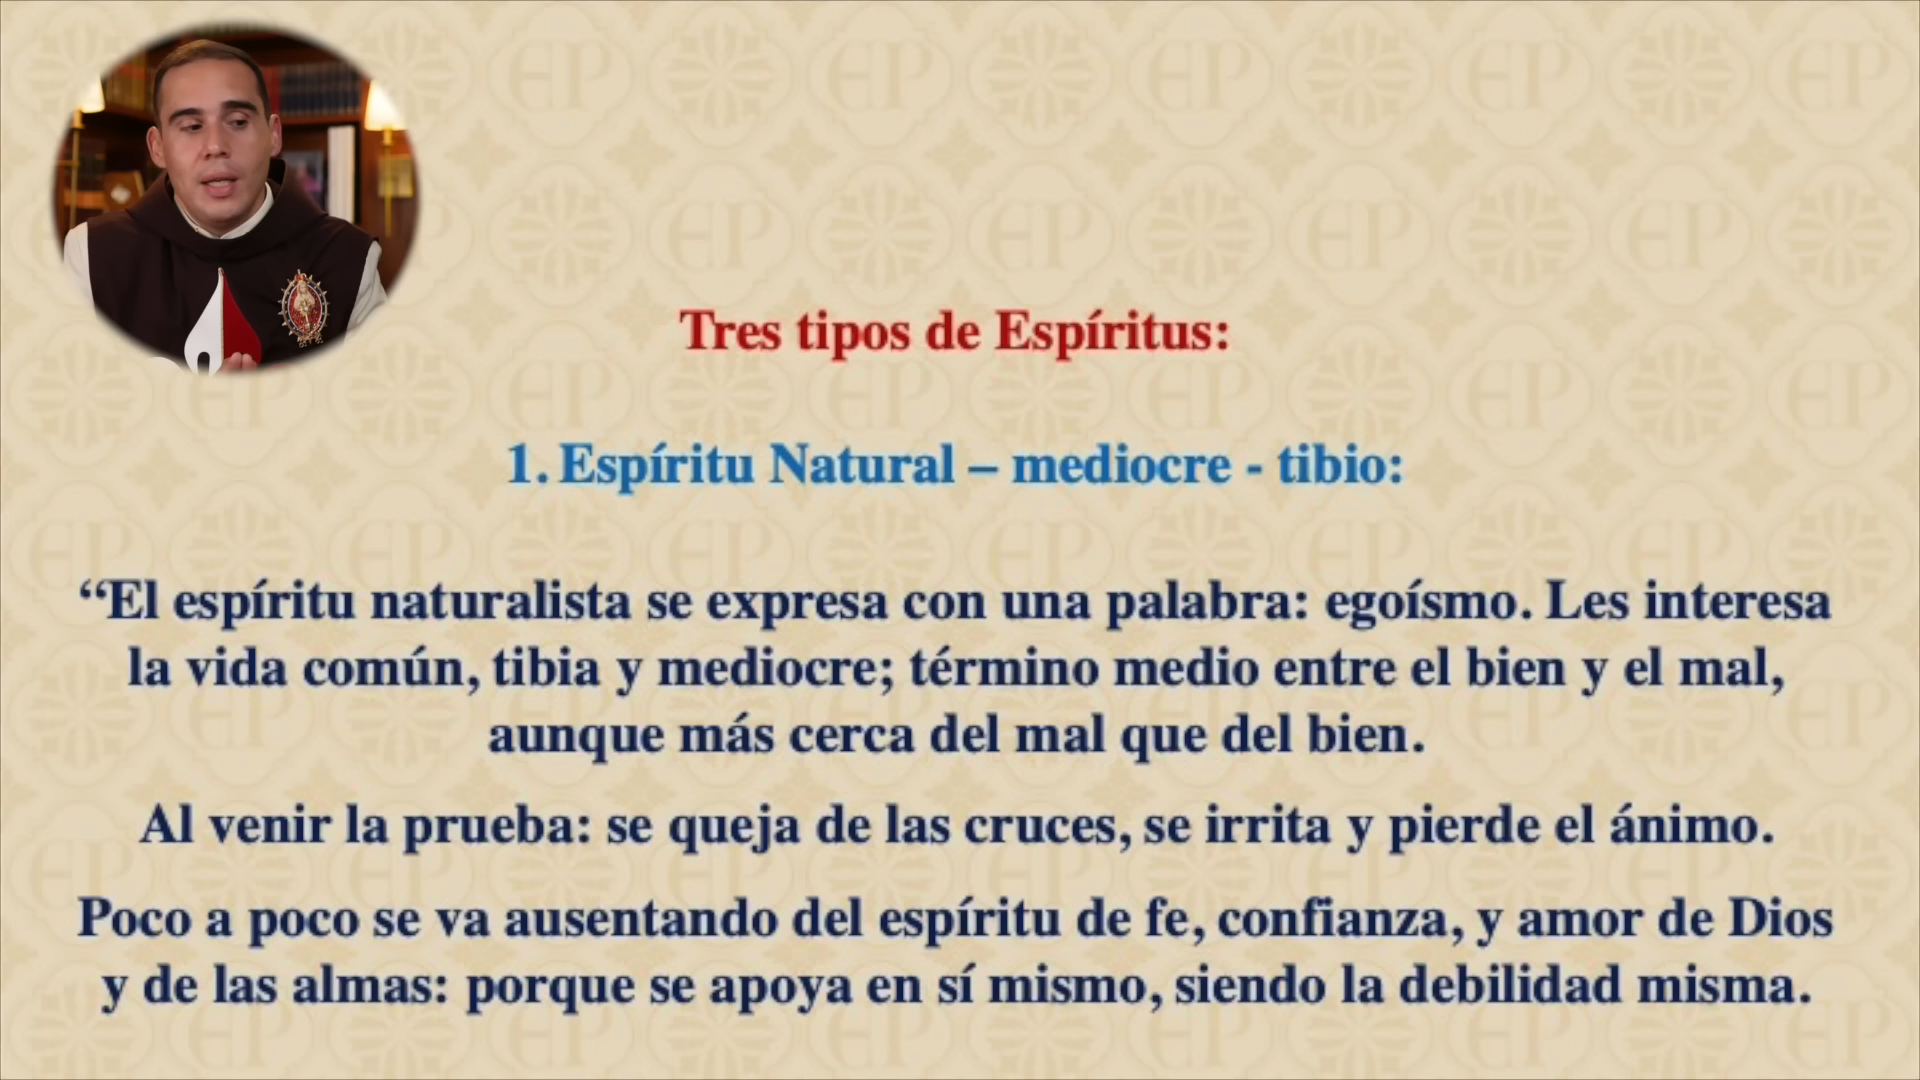 Tres tipos de Espíritus:
1. Espíritu Natural – mediocre - tibio:
“El espíritu naturalista se expresa con una palabra: egoísmo. Les interesa
la vida común, tibia y mediocre; término medio entre el bien y el mal,
aunque más cerca del mal que del bien.
Al venir la prueba: se queja de las cruces, se irrita y pierde el ánimo.
Poco a poco se va ausentando del espíritu de fe, confianza, y amor de Dios
y de las almas: porque se apoya en sí mismo, siendo la debilidad misma.